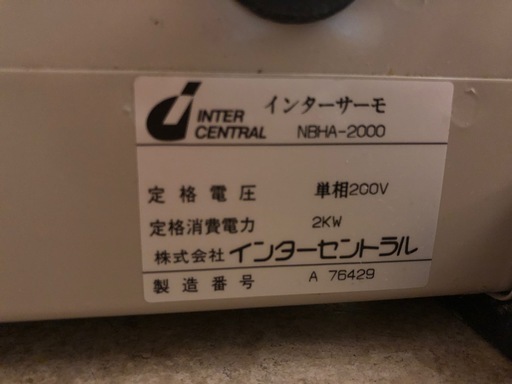 INTER CENTRAL インターサーモ
NBHA-2000
定格電圧 単相200V
定格消費電力 2KW
株式会社インターセントラル
製造番号 A 76429